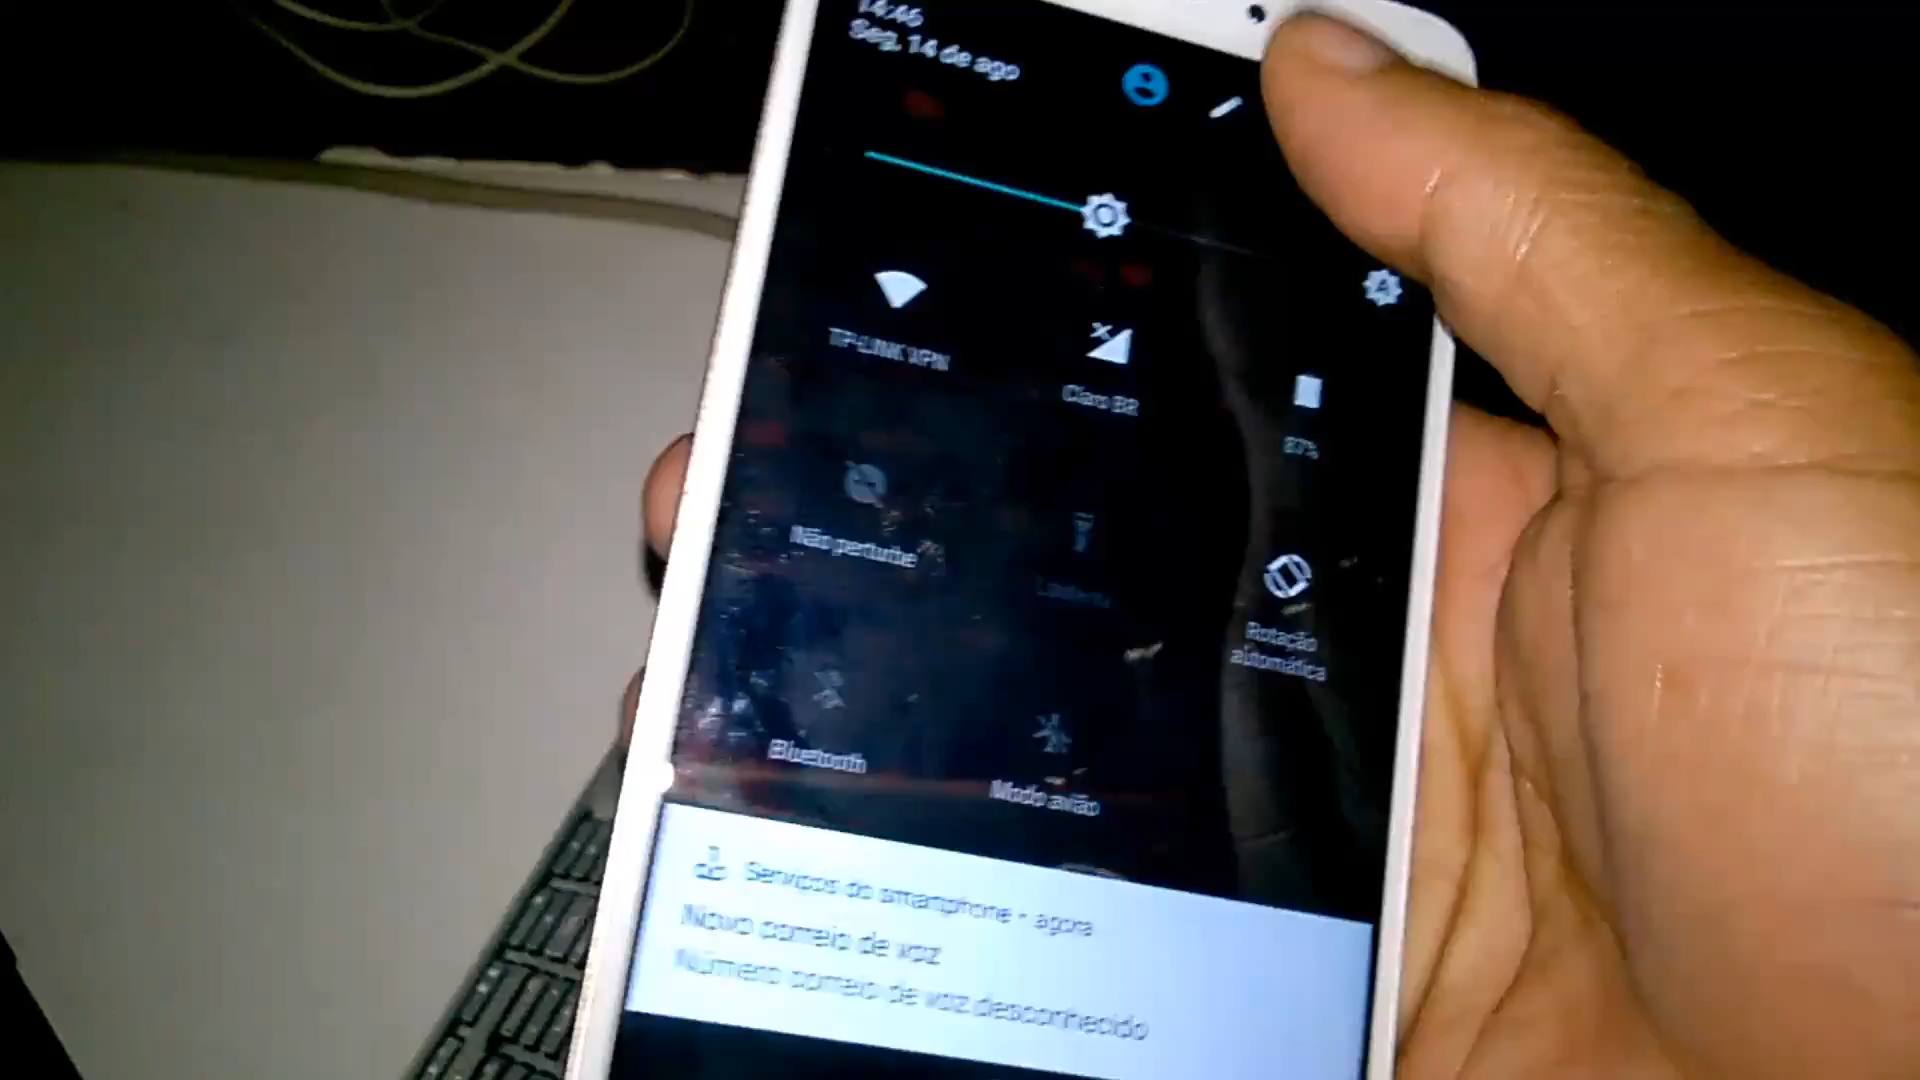 14:46
Seg, 14 de ago
TP-LINK VPN
Claro BR
87%
Não perturbe
Lanterna
Rotação
automática
Bluetooth
Modo avião
Serviços do smartphone - agora
Novo correio de voz
Número correio de voz desconhecido